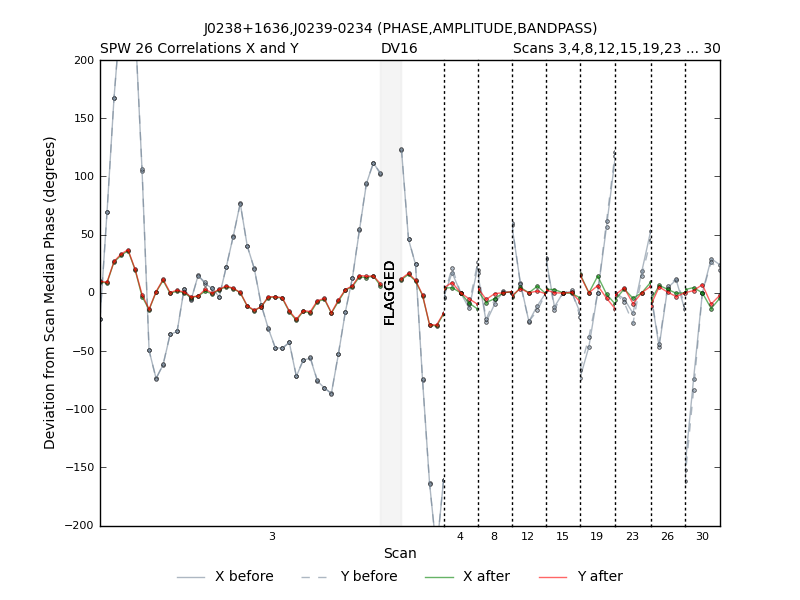 J0238+1636,J0239-0234 (PHASE,AMPLITUDE,BANDPASS)
SPW 26 Correlations X and Y DV16 Scans 3,4,8,12,15,19,23 ... 30
200
150
100
50
0
−50
−100
−150
−200
Deviation from Scan Median Phase (degrees)
FLAGGED
3 4 8 12 15 19 23 26 30
Scan
X before Y before X after Y after